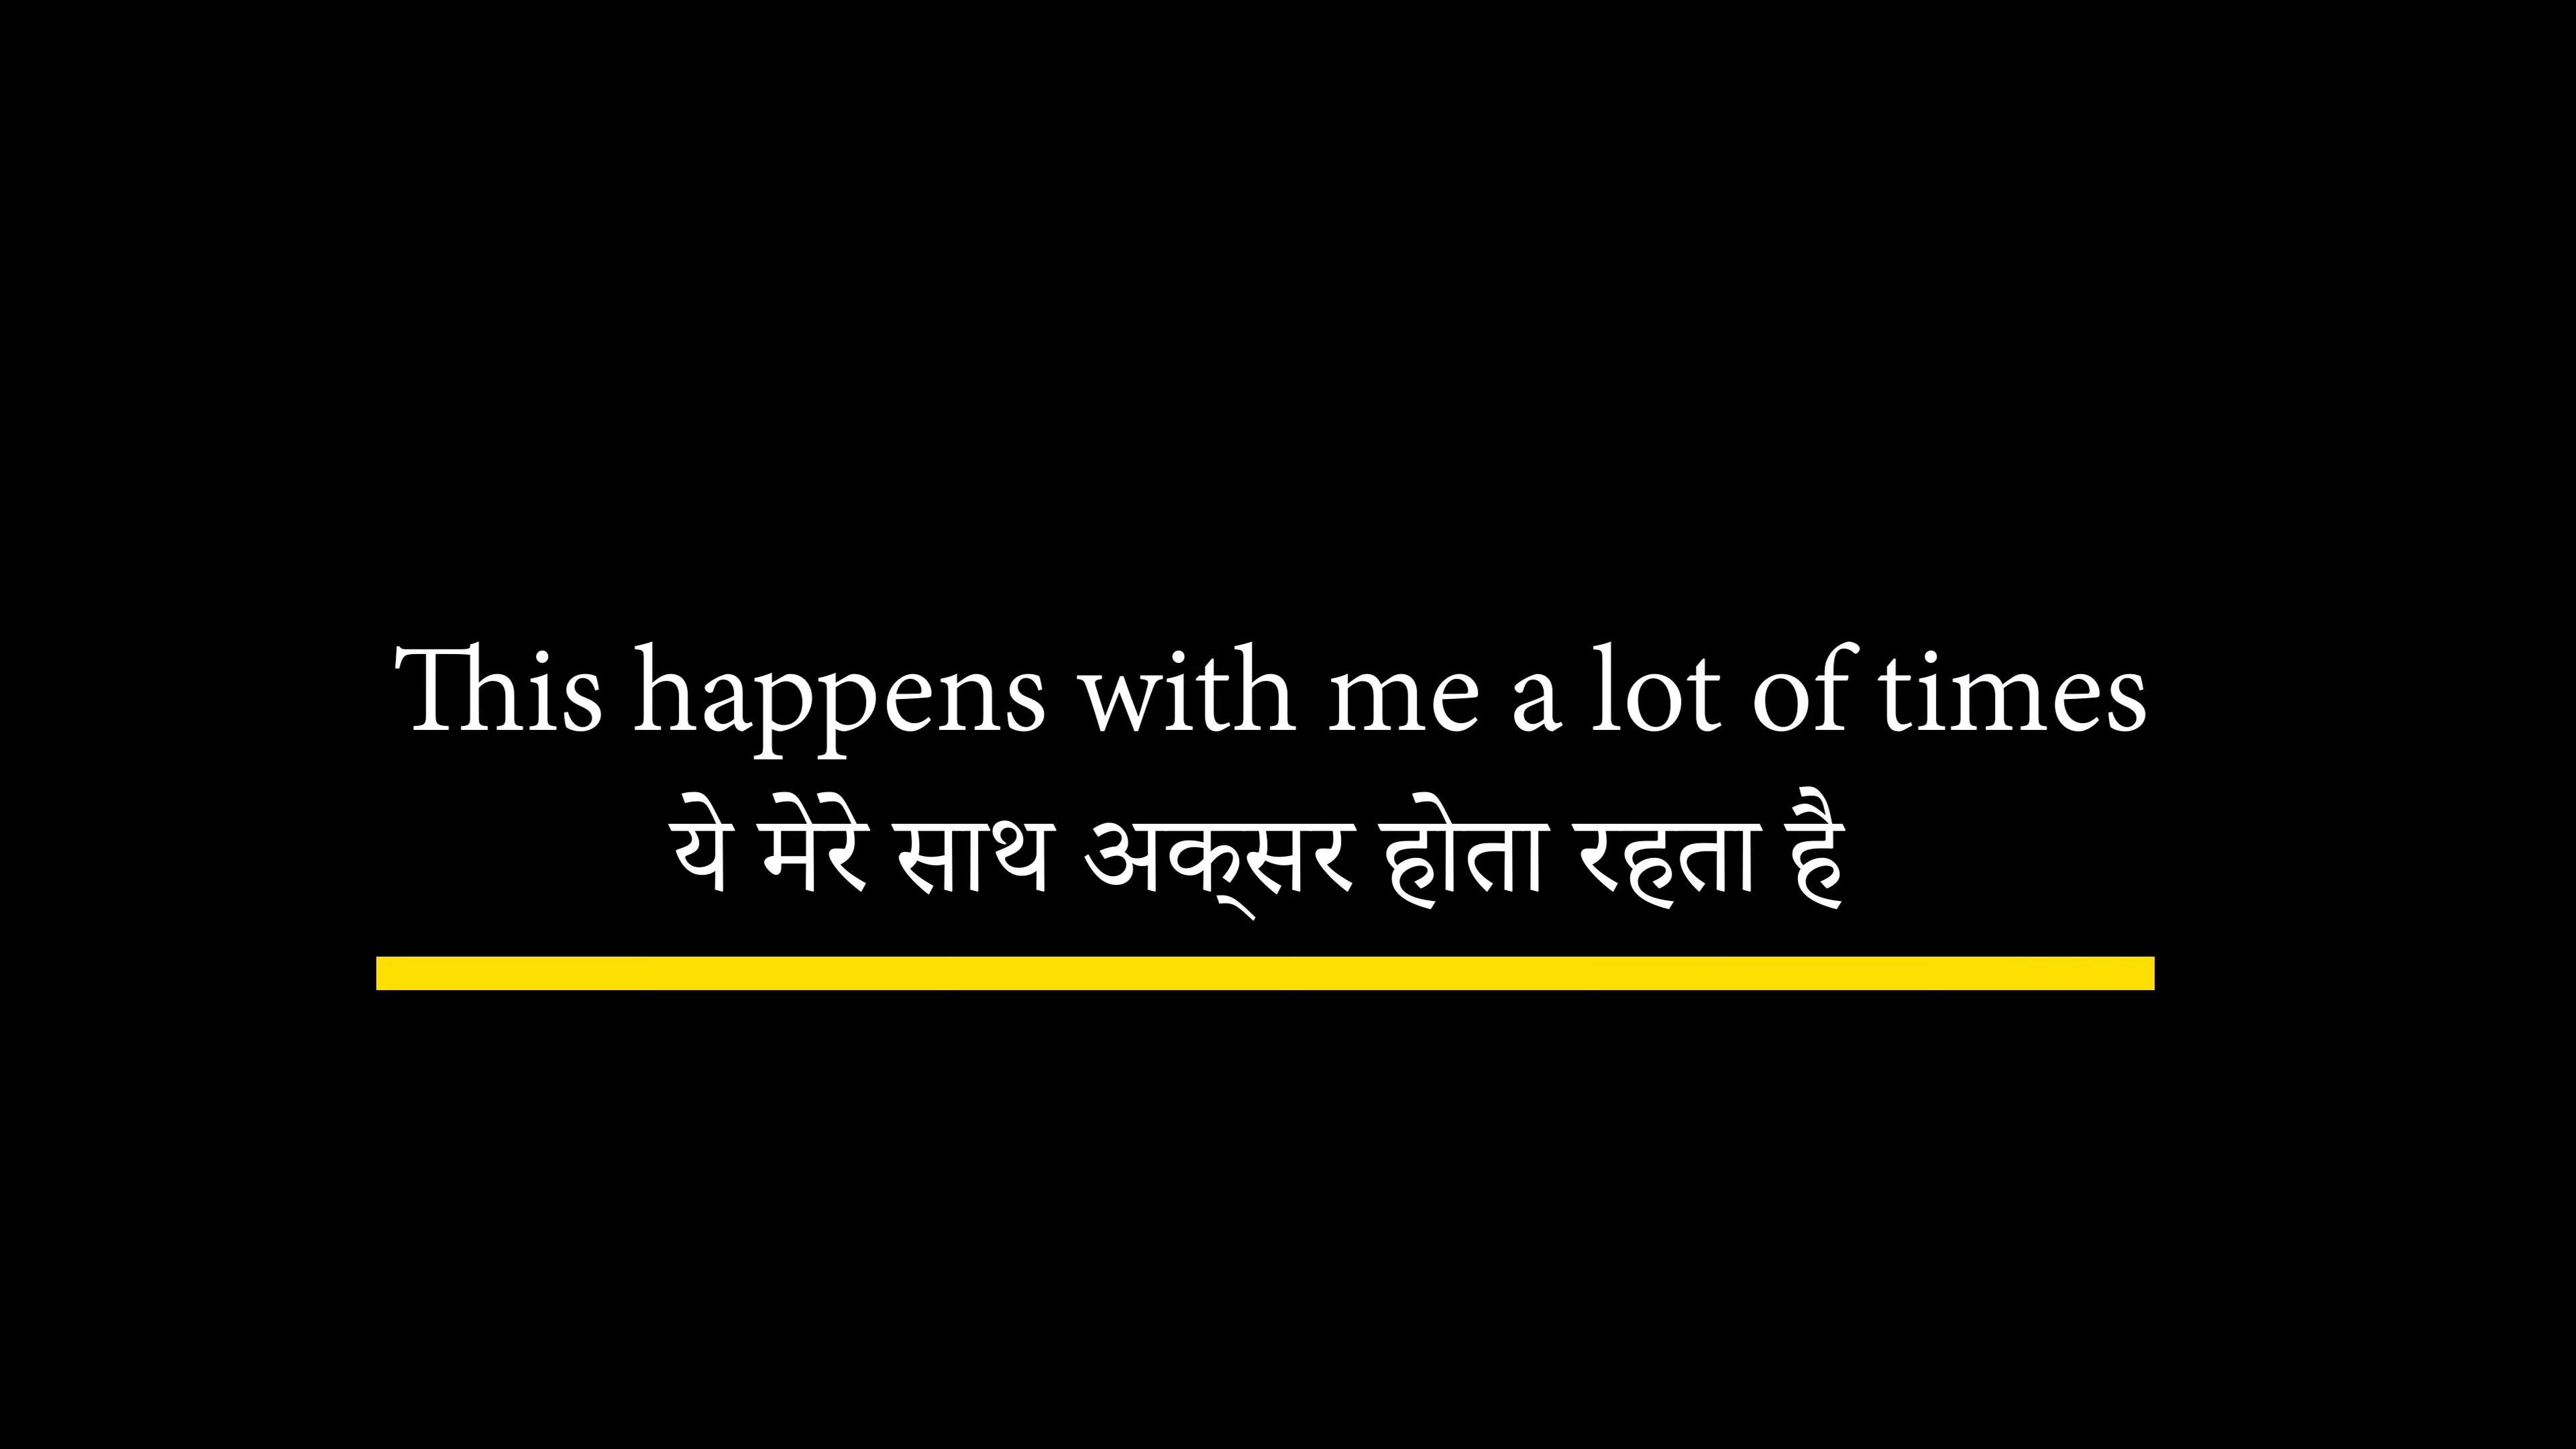 This happens with me a lot of times
ये मेरे साथ अक्‌सर होता रहता है